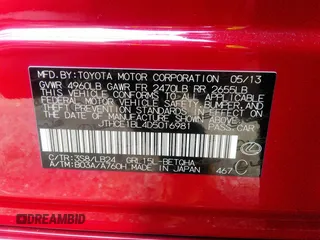 MFD.BY: TOYOTA MOTOR CORPORATION 05/13
GVWR 4960LB GAWR FR 2470LB RR 2655LB
THIS VEHICLE CONFORMS TO ALL APPLICABLE
FEDERAL MOTOR VEHICLE SAFETY, BUMPER, AND
THEFT PREVENTION STANDARDS IN EFFECT ON
THE DATE OF MANUFACTURE SHOWN ABOVE.
JTHCE1BL4D5016981 PASS.CAR
C/TR: 3S8/LB24 GRL15L-BETQHA
A/TM: B03A/A760H MADE IN JAPAN 467 C
DREAMBID